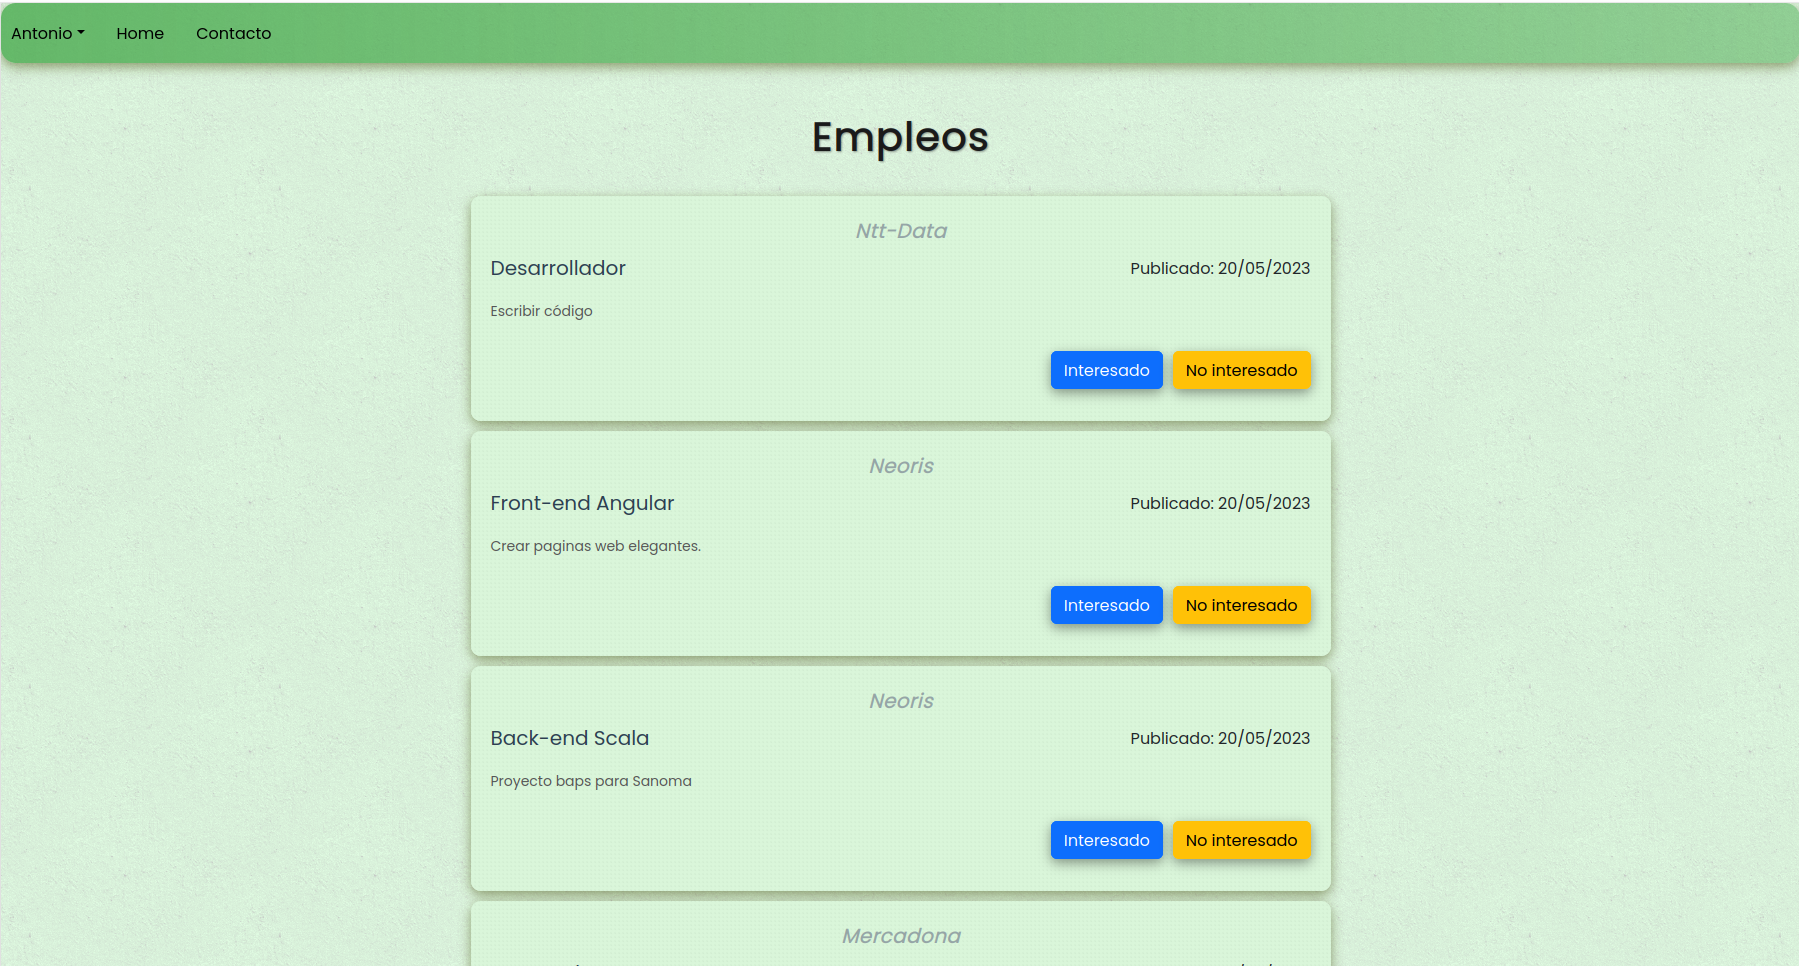 Antonio Home Contacto
Empleos
Ntt-Data
Desarrollador Publicado: 20/05/2023
Escribir código
Interesado No interesado
Neoris
Front-end Angular Publicado: 20/05/2023
Crear paginas web elegantes.
Interesado No interesado
Neoris
Back-end Scala Publicado: 20/05/2023
Proyecto baps para Sanoma
Interesado No interesado
Mercadona